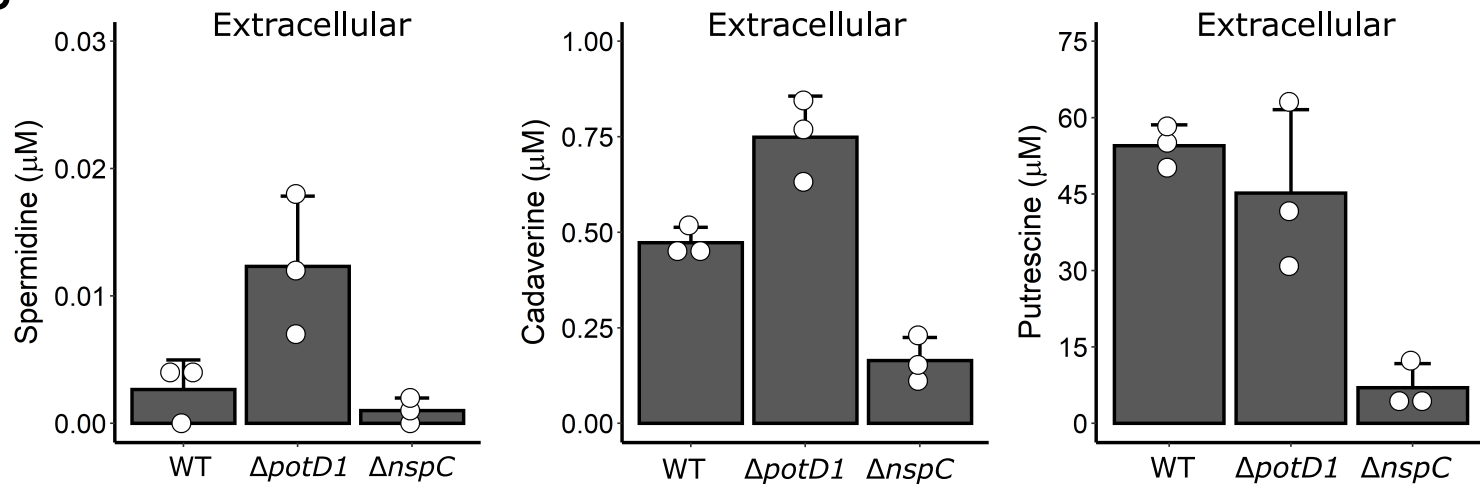 Extracellular
Spermidine (μM)
0.03
0.02
0.01
0.00
WT ΔpotD1 ΔnspC
Extracellular
Cadaverine (μM)
1.00
0.75
0.50
0.25
0.00
WT ΔpotD1 ΔnspC
Extracellular
Putrescine (μM)
75
60
45
30
15
0
WT ΔpotD1 ΔnspC